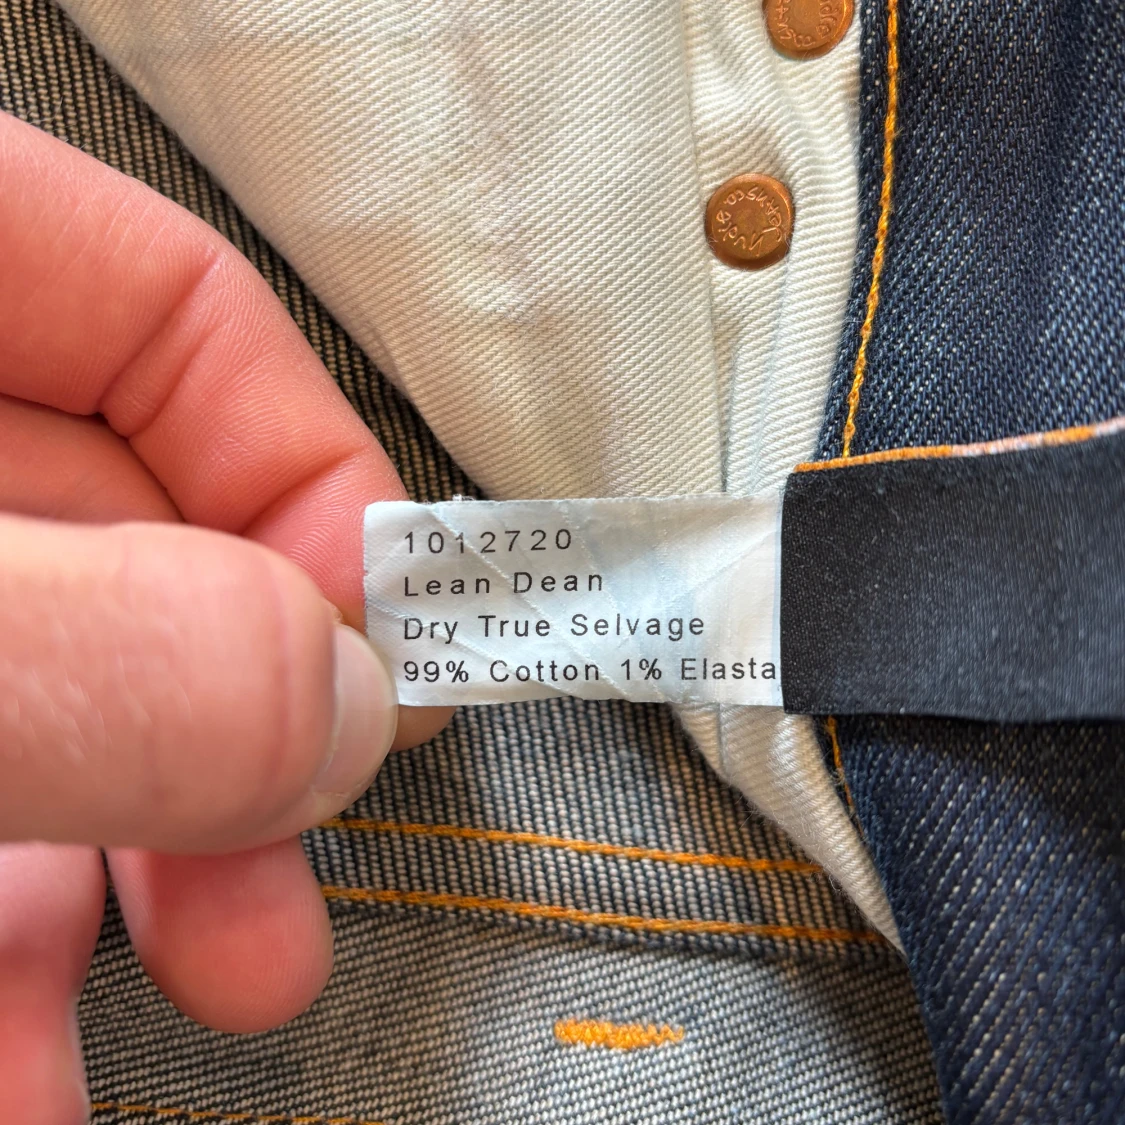 1012720
Lean Dean
Dry True Selvage
99% Cotton 1% Elasta